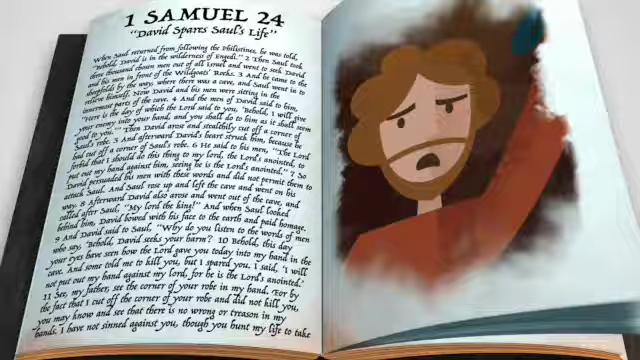 1 SAMUEL 24
"David Spares Saul's Life"
When Saul returned from following the Philistines, he was told,
"Behold, David is in the wilderness of Engedi." 2 Then Saul took
three thousand chosen men out of all Israel and went to seek David
and his men in front of the Wildgoats' Rocks. 3 And he came to the
sheepfolds by the way, where there was a cave, and Saul went in to
relieve himself. Now David and his men were sitting in the
innermost parts of the cave. 4 And the men of David said to him,
"Here is the day of which the Lord said to you, 'Behold, I will give
your enemy into your hand, and you shall do to him as it shall seem
good to you.'" Then David arose and stealthily cut off a corner of
Saul's robe. 5 And afterward David's heart struck him, because he
had cut off a corner of Saul's robe. 6 He said to his men, "The Lord
forbid that I should do this thing to my lord, the Lord's anointed, to
put out my hand against him, seeing he is the Lord's anointed." 7 So
David persuaded his men with these words and did not permit them to
attack Saul. And Saul rose up and left the cave and went on his
way. 8 Afterward David also arose and went out of the cave, and
called after Saul, "My lord the king!" And when Saul looked
behind him, David bowed with his face to the earth and paid homage.
9 And David said to Saul, "Why do you listen to the words of men
who say, 'Behold, David seeks your harm'? 10 Behold, this day
your eyes have seen how the Lord gave you today into my hand in the
cave. And some told me to kill you, but I spared you. I said, 'I will
not put out my hand against my lord, for he is the Lord's anointed.'
11 See, my father, see the corner of your robe in my hand. For by
the fact that I cut off the corner of your robe and did not kill you,
you may know and see that there is no wrong or treason in my
hands. I have not sinned against you, though you hunt my life to take